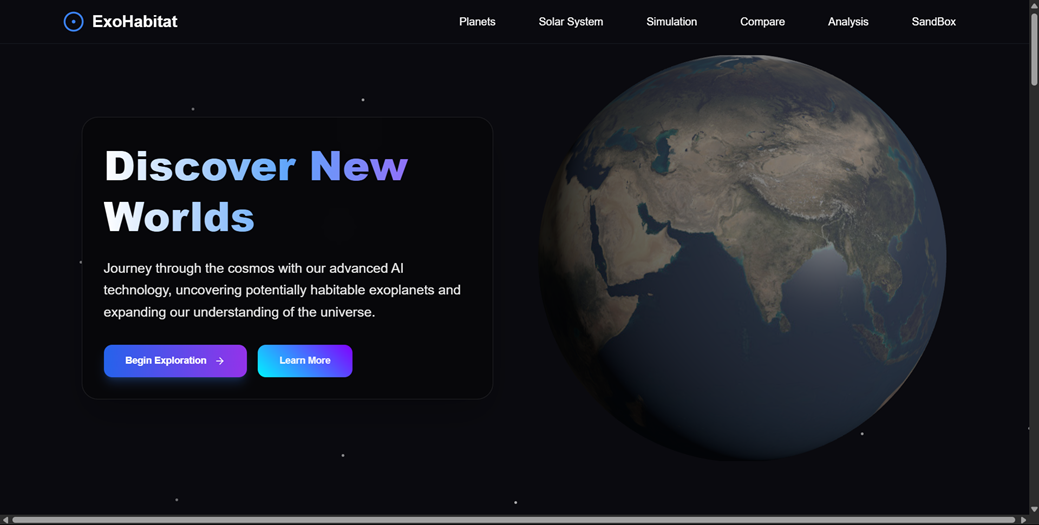 ExoHabitat
Planets
Solar System
Simulation
Compare
Analysis
SandBox
Discover New
Worlds
Journey through the cosmos with our advanced AI
technology, uncovering potentially habitable exoplanets and
expanding our understanding of the universe.
Begin Exploration
Learn More